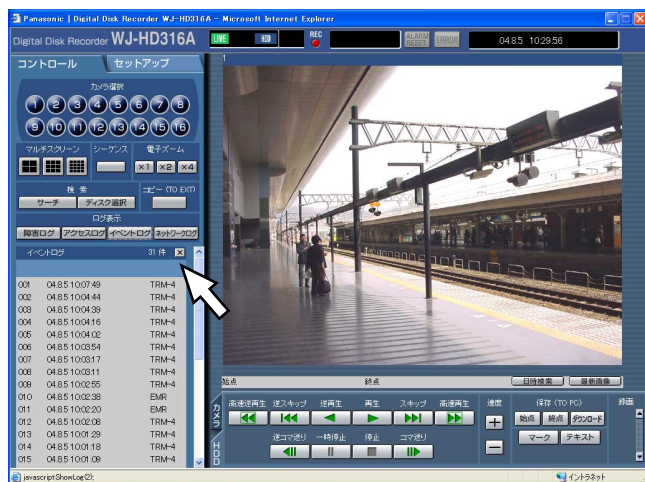 Panasonic | Digital Disk Recorder WJ-HD316A - Microsoft Internet Explorer
Digital Disk Recorder WJ-HD316A
LIVE HDD REC ALARM RESET ERROR 04.8.5 10:29:56
コントロール セットアップ
1
カメラ選択
1 2 3 4 5 6 7 8
9 10 11 12 13 14 15 16
マルチスクリーン シーケンス 電子ズーム
×1 ×2 ×4
検索 コピー (TO EXT)
サーチ ディスク選択
ログ表示
障害ログ アクセスログ イベントログ ネットワークログ
イベントログ 31 件
001 04.8.5 10:07:49 TRM-4
002 04.8.5 10:04:44 TRM-4
003 04.8.5 10:04:39 TRM-4
004 04.8.5 10:04:16 TRM-4
005 04.8.5 10:04:02 TRM-4
006 04.8.5 10:03:54 TRM-4
007 04.8.5 10:03:17 TRM-4
008 04.8.5 10:03:11 TRM-4
009 04.8.5 10:02:55 TRM-4
010 04.8.5 10:02:38 EMR
011 04.8.5 10:02:20 EMR
012 04.8.5 10:02:08 TRM-4
013 04.8.5 10:01:29 TRM-4
014 04.8.5 10:01:18 TRM-4
015 04.8.5 10:01:09 TRM-4
始点 終点 日時検索 最新画像
カメラ
HDD
高速逆再生 逆スキップ 逆再生 再生 スキップ 高速再生 速度 保存 (TO PC) 録画
始点 終点 ダウンロード
逆コマ送り 一時停止 停止 コマ送り
マーク テキスト
javascript:ShowLog(2);
イントラネット